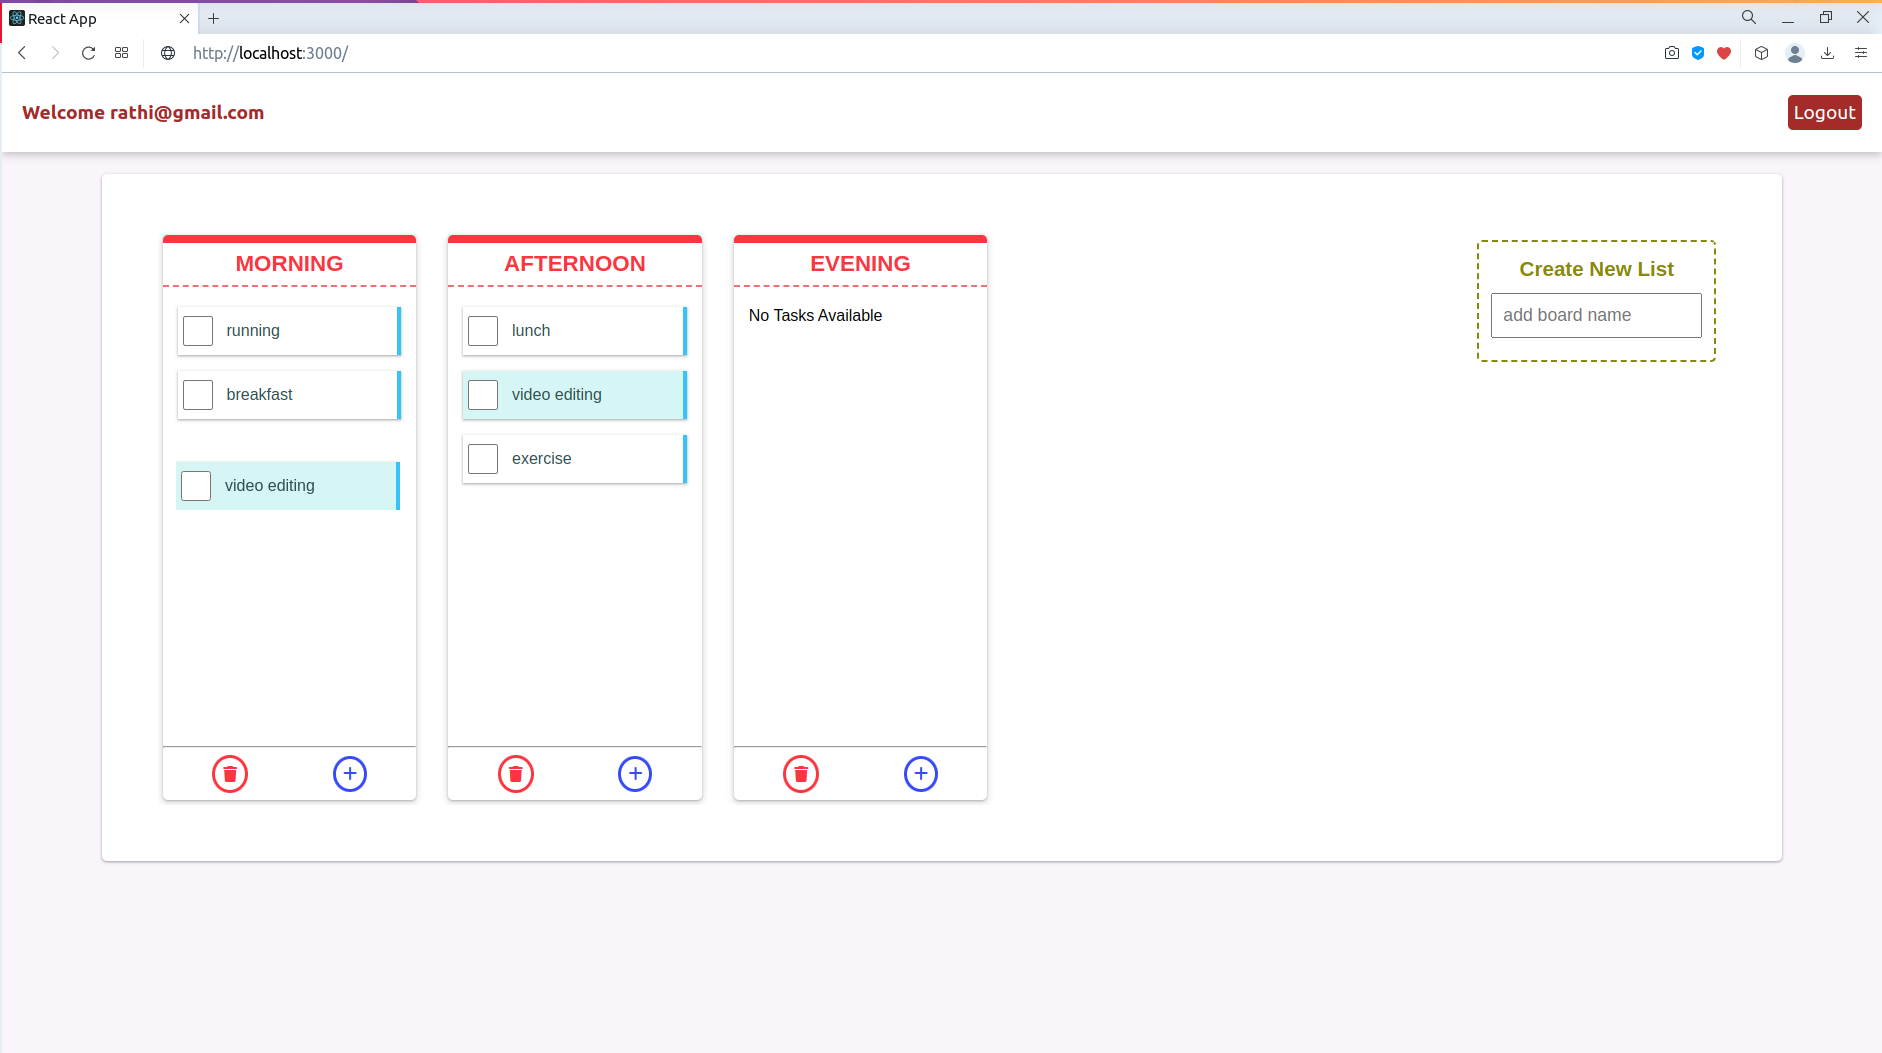 React App
http://localhost:3000/
Welcome rathi@gmail.com
Logout
MORNING
running
breakfast
video editing
AFTERNOON
lunch
video editing
exercise
EVENING
No Tasks Available
Create New List
add board name